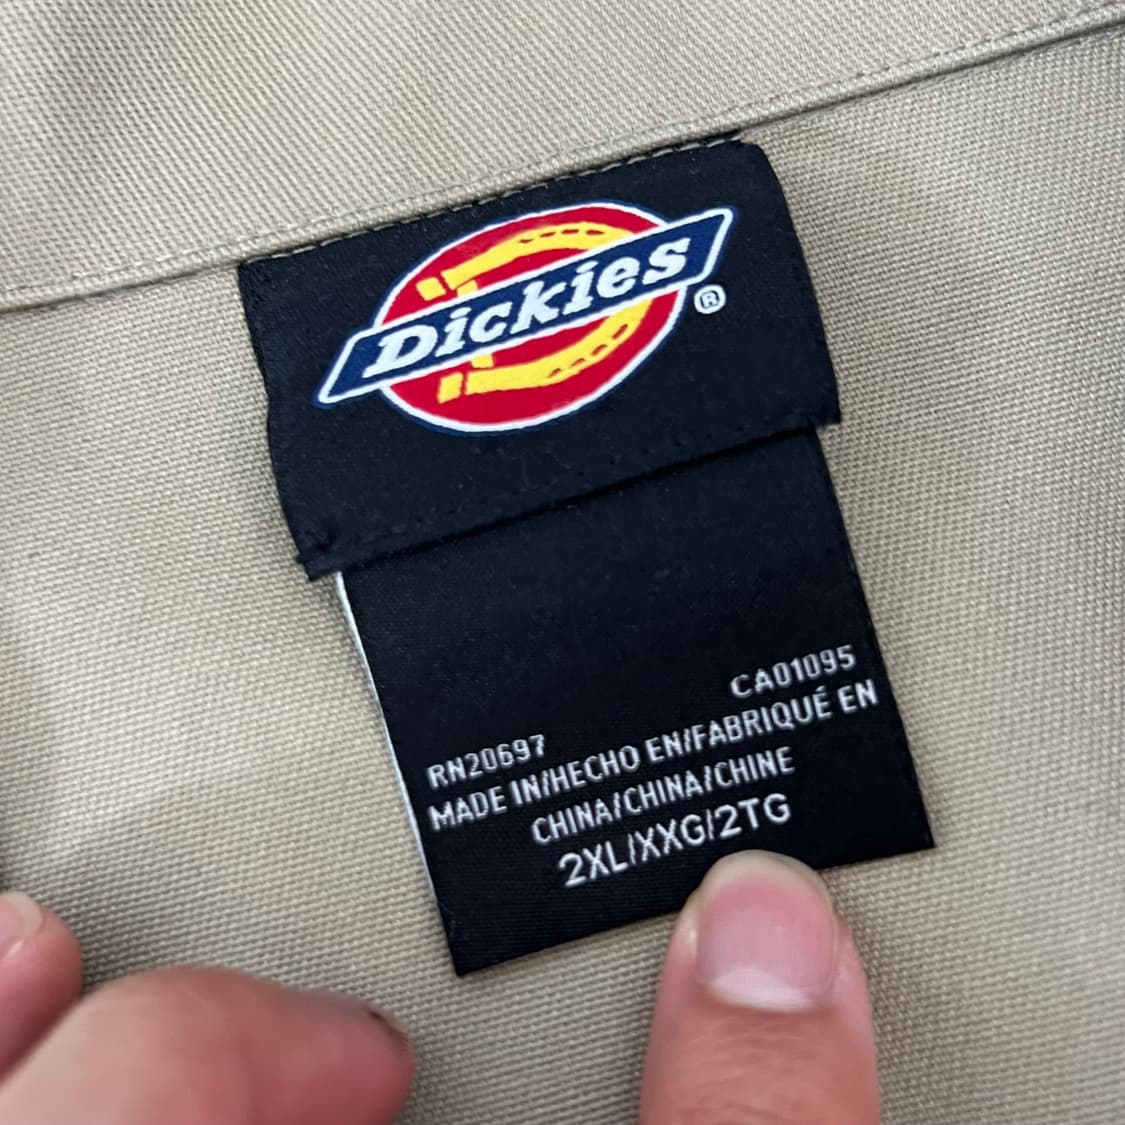 Dickies
®
CA01095
RN20697
MADE IN/HECHO EN/FABRIQUÉ EN
CHINA/CHINA/CHINE
2XL/XXG/2TG